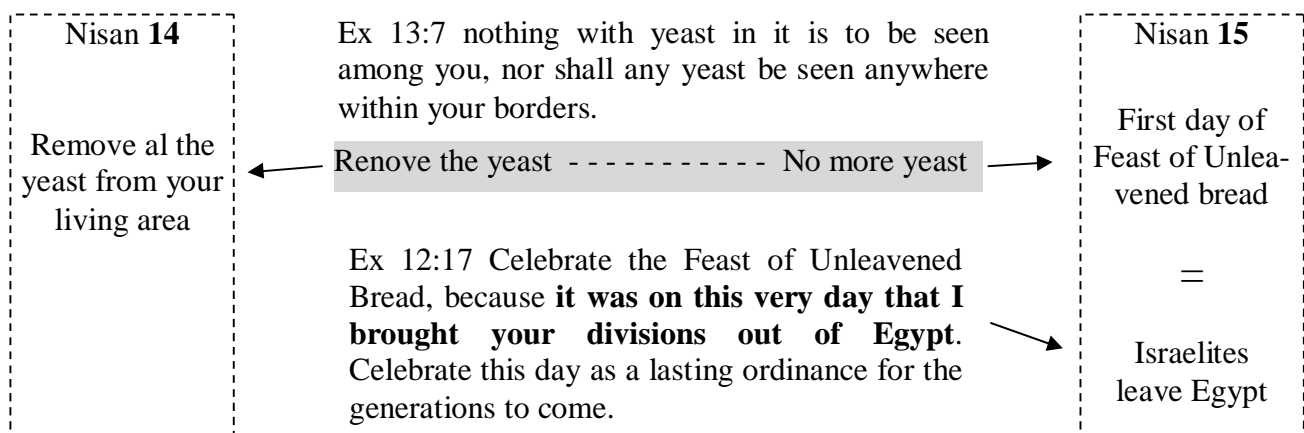 Nisan 14
Remove al the
yeast from your
living area
Ex 13:7 nothing with yeast in it is to be seen
among you, nor shall any yeast be seen anywhere
within your borders.
Renove the yeast - - - - - - - - - - - No more yeast
Ex 12:17 Celebrate the Feast of Unleavened
Bread, because it was on this very day that I
brought your divisions out of Egypt.
Celebrate this day as a lasting ordinance for the
generations to come.
Nisan 15
First day of
Feast of Unlea-
vened bread
=
Israelites
leave Egypt